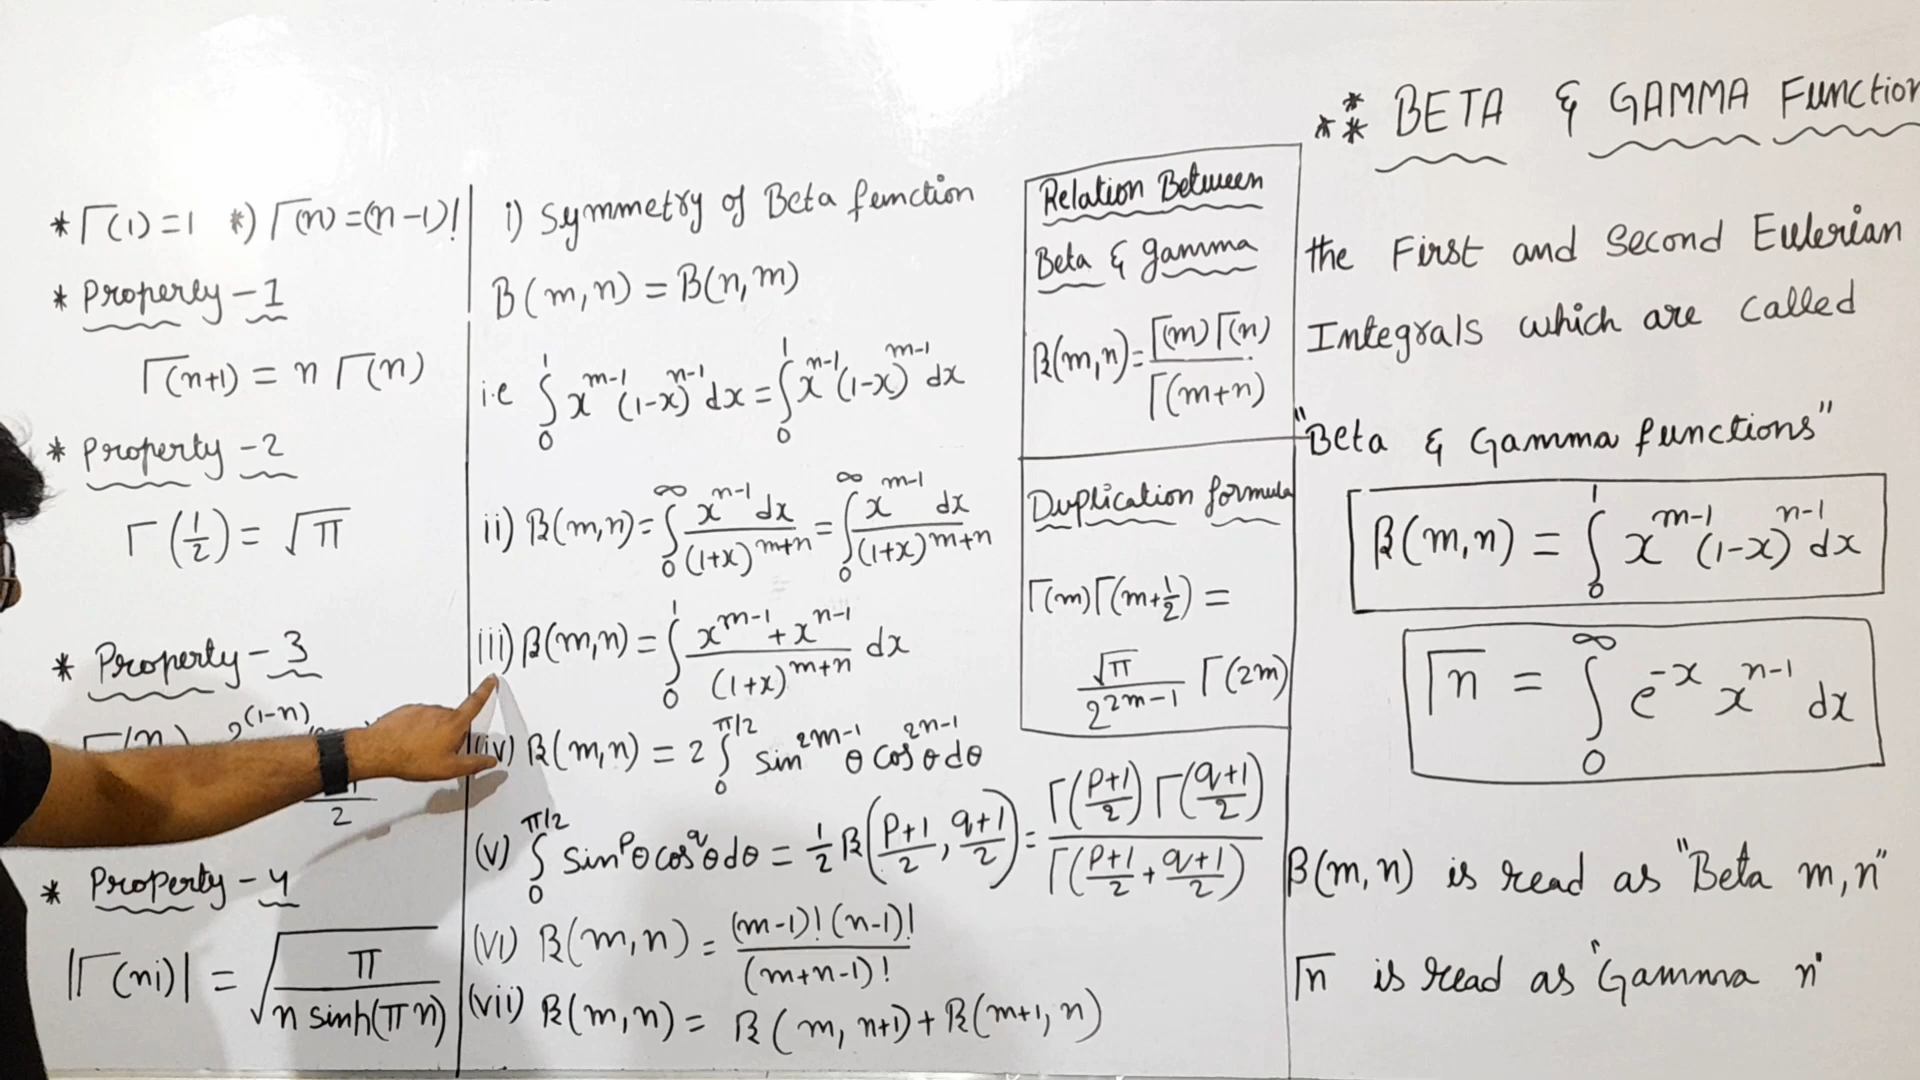 ** BETA & GAMMA Function
the First and Second Eulerian
Integrals which are called
"Beta & Gamma functions"
β(m,n) = ∫₀¹ x^(m-1) (1-x)^(n-1) dx
Γn = ∫₀^∞ e^(-x) x^(n-1) dx
β(m,n) is read as "Beta m,n"
Γn is read as "Gamma n"
* Γ(1) = 1 *) Γ(n) = (n-1)!
* Property-1
Γ(n+1) = n Γ(n)
* Property-2
Γ(1/2) = √π
* Property-3
Γ(n) 2^(1-n)
2
* Property-4
|Γ(ni)| = √(π / (n sinh(πn)))
i) Symmetry of Beta function
β(m,n) = β(n,m)
i.e ∫₀¹ x^(m-1) (1-x)^(n-1) dx = ∫₀¹ x^(n-1) (1-x)^(m-1) dx
ii) β(m,n) = ∫₀^∞ x^(n-1) dx / (1+x)^(m+n) = ∫₀^∞ x^(m-1) dx / (1+x)^(m+n)
iii) β(m,n) = ∫₀¹ (x^(m-1) + x^(n-1)) / (1+x)^(m+n) dx
(iv) β(m,n) = 2 ∫₀^(π/2) sin^(2m-1) θ cos^(2n-1) θ dθ
(v) ∫₀^(π/2) sin^p θ cos^q θ dθ = 1/2 β((p+1)/2, (q+1)/2) = Γ((p+1)/2) Γ((q+1)/2) / Γ((p+1)/2 + (q+1)/2)
(vi) β(m,n) = (m-1)! (n-1)! / (m+n-1)!
(vii) β(m,n) = β(m, n+1) + β(m+1, n)
Relation Between
Beta & gamma
β(m,n) = Γ(m) Γ(n) / Γ(m+n)
Duplication formula
Γ(m) Γ(m+1/2) =
√π / 2^(2m-1) Γ(2m)